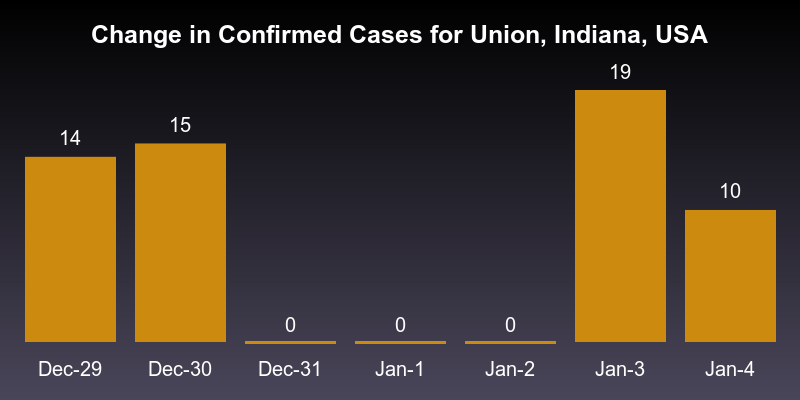 Change in Confirmed Cases for Union, Indiana, USA
14
15
0
0
0
19
10
Dec-29
Dec-30
Dec-31
Jan-1
Jan-2
Jan-3
Jan-4